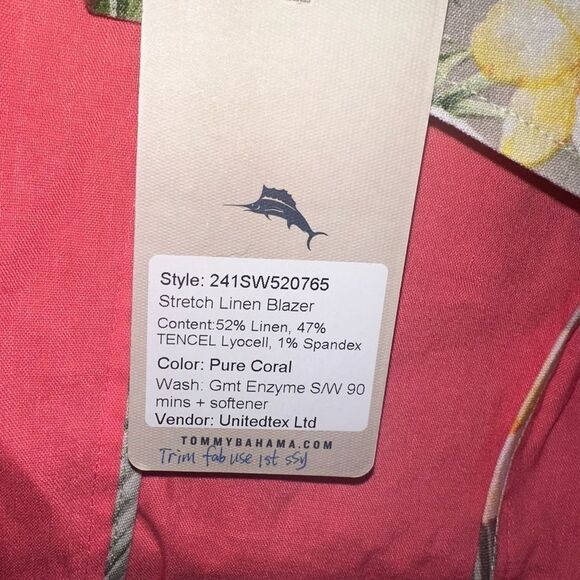 Style: 241SW520765
Stretch Linen Blazer
Content:52% Linen, 47%
TENCEL Lyocell, 1% Spandex
Color: Pure Coral
Wash: Gmt Enzyme S/W 90
mins + softener
Vendor: Unitedtex Ltd
TOMMYBAHAMA.COM
Trim fab use 1st ssy